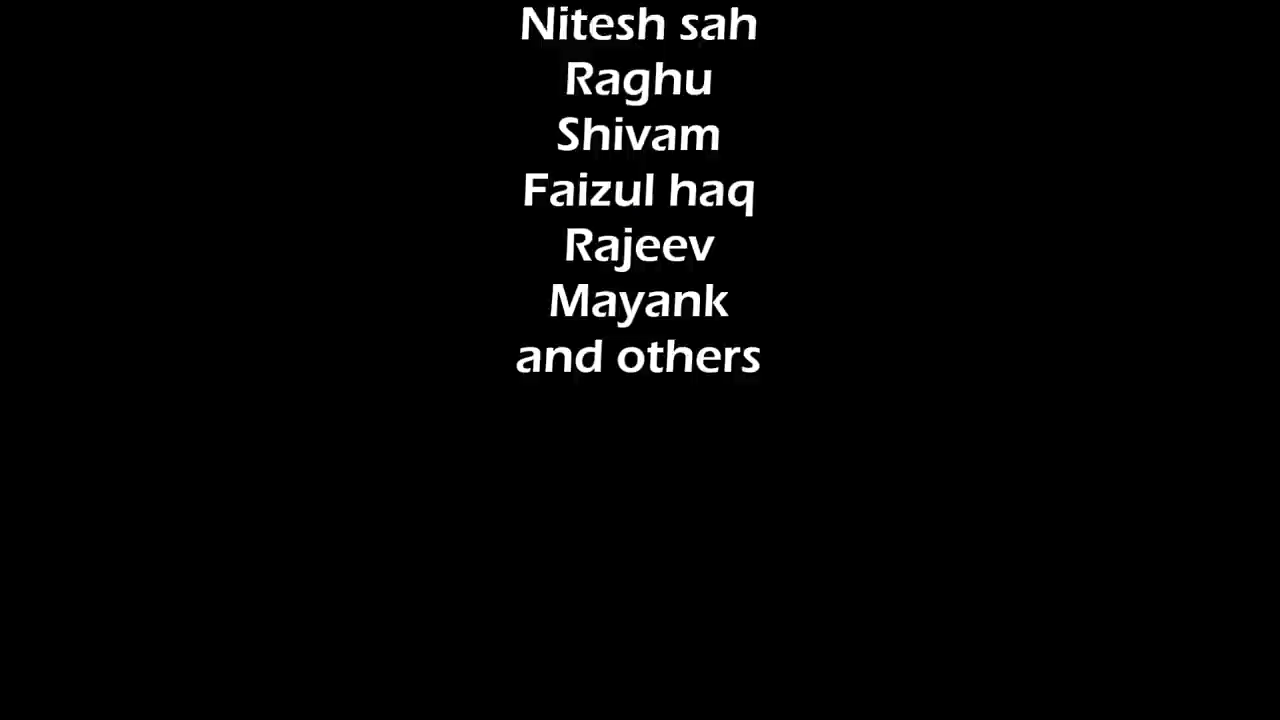 Nitesh sah
Raghu
Shivam
Faizul haq
Rajeev
Mayank
and others